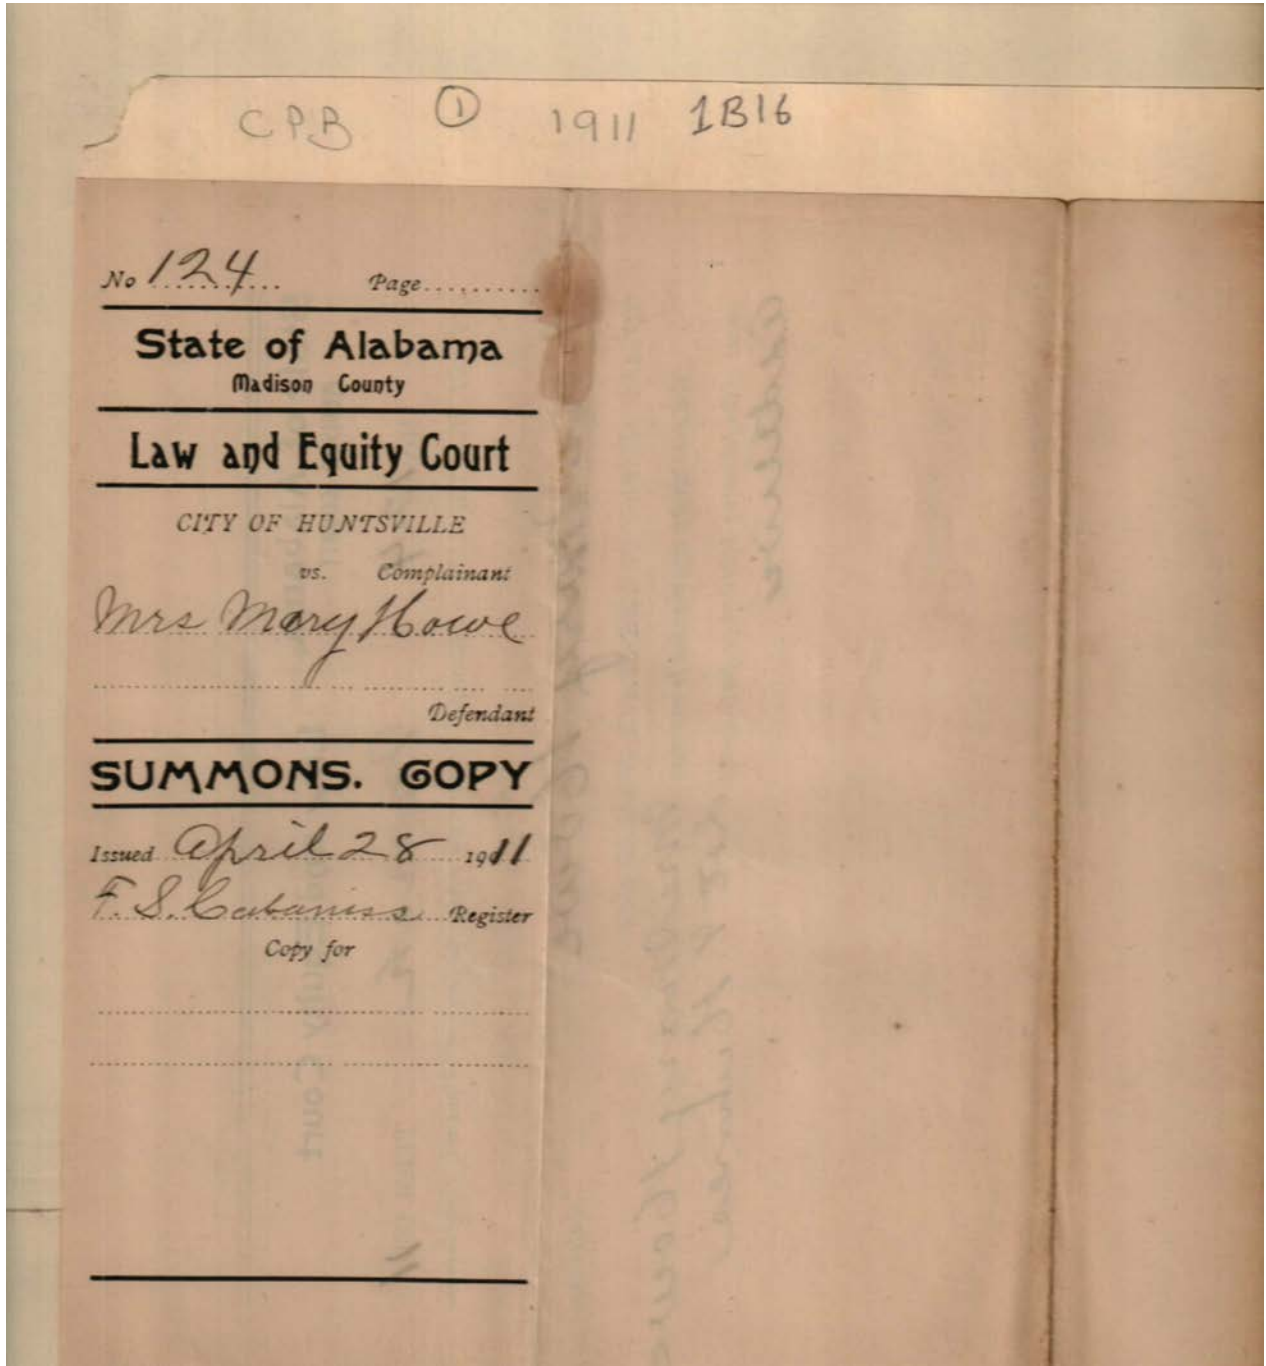 CPB ① 1911 1B16
No 124 Page
State of Alabama
Madison County
Law and Equity Court
CITY OF HUNTSVILLE
vs. Complainant
Mrs Mary Howe
Defendant
SUMMONS. COPY
Issued April 28 1911
F. S. Cabaniss Register
Copy for